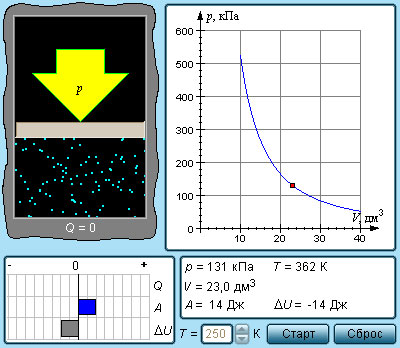 p
Q = 0
p, кПа
600
500
400
300
200
100
0
10
20
30
40
V, дм³
-
0
+
Q
A
ΔU
p = 131 кПа
T = 362 К
V = 23,0 дм³
A = 14 Дж
ΔU = -14 Дж
T = 250 К
Старт
Сброс